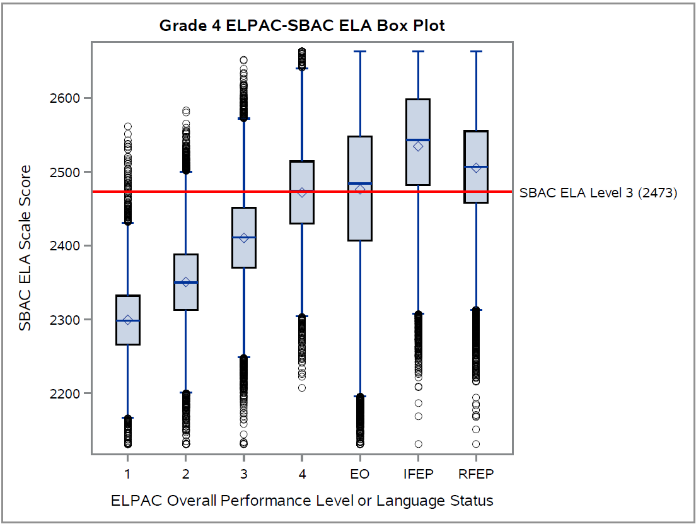 Grade 4 ELPAC-SBAC ELA Box Plot
SBAC ELA Scale Score
2600
2500
2400
2300
2200
SBAC ELA Level 3 (2473)
1 2 3 4 EO IFEP RFEP
ELPAC Overall Performance Level or Language Status